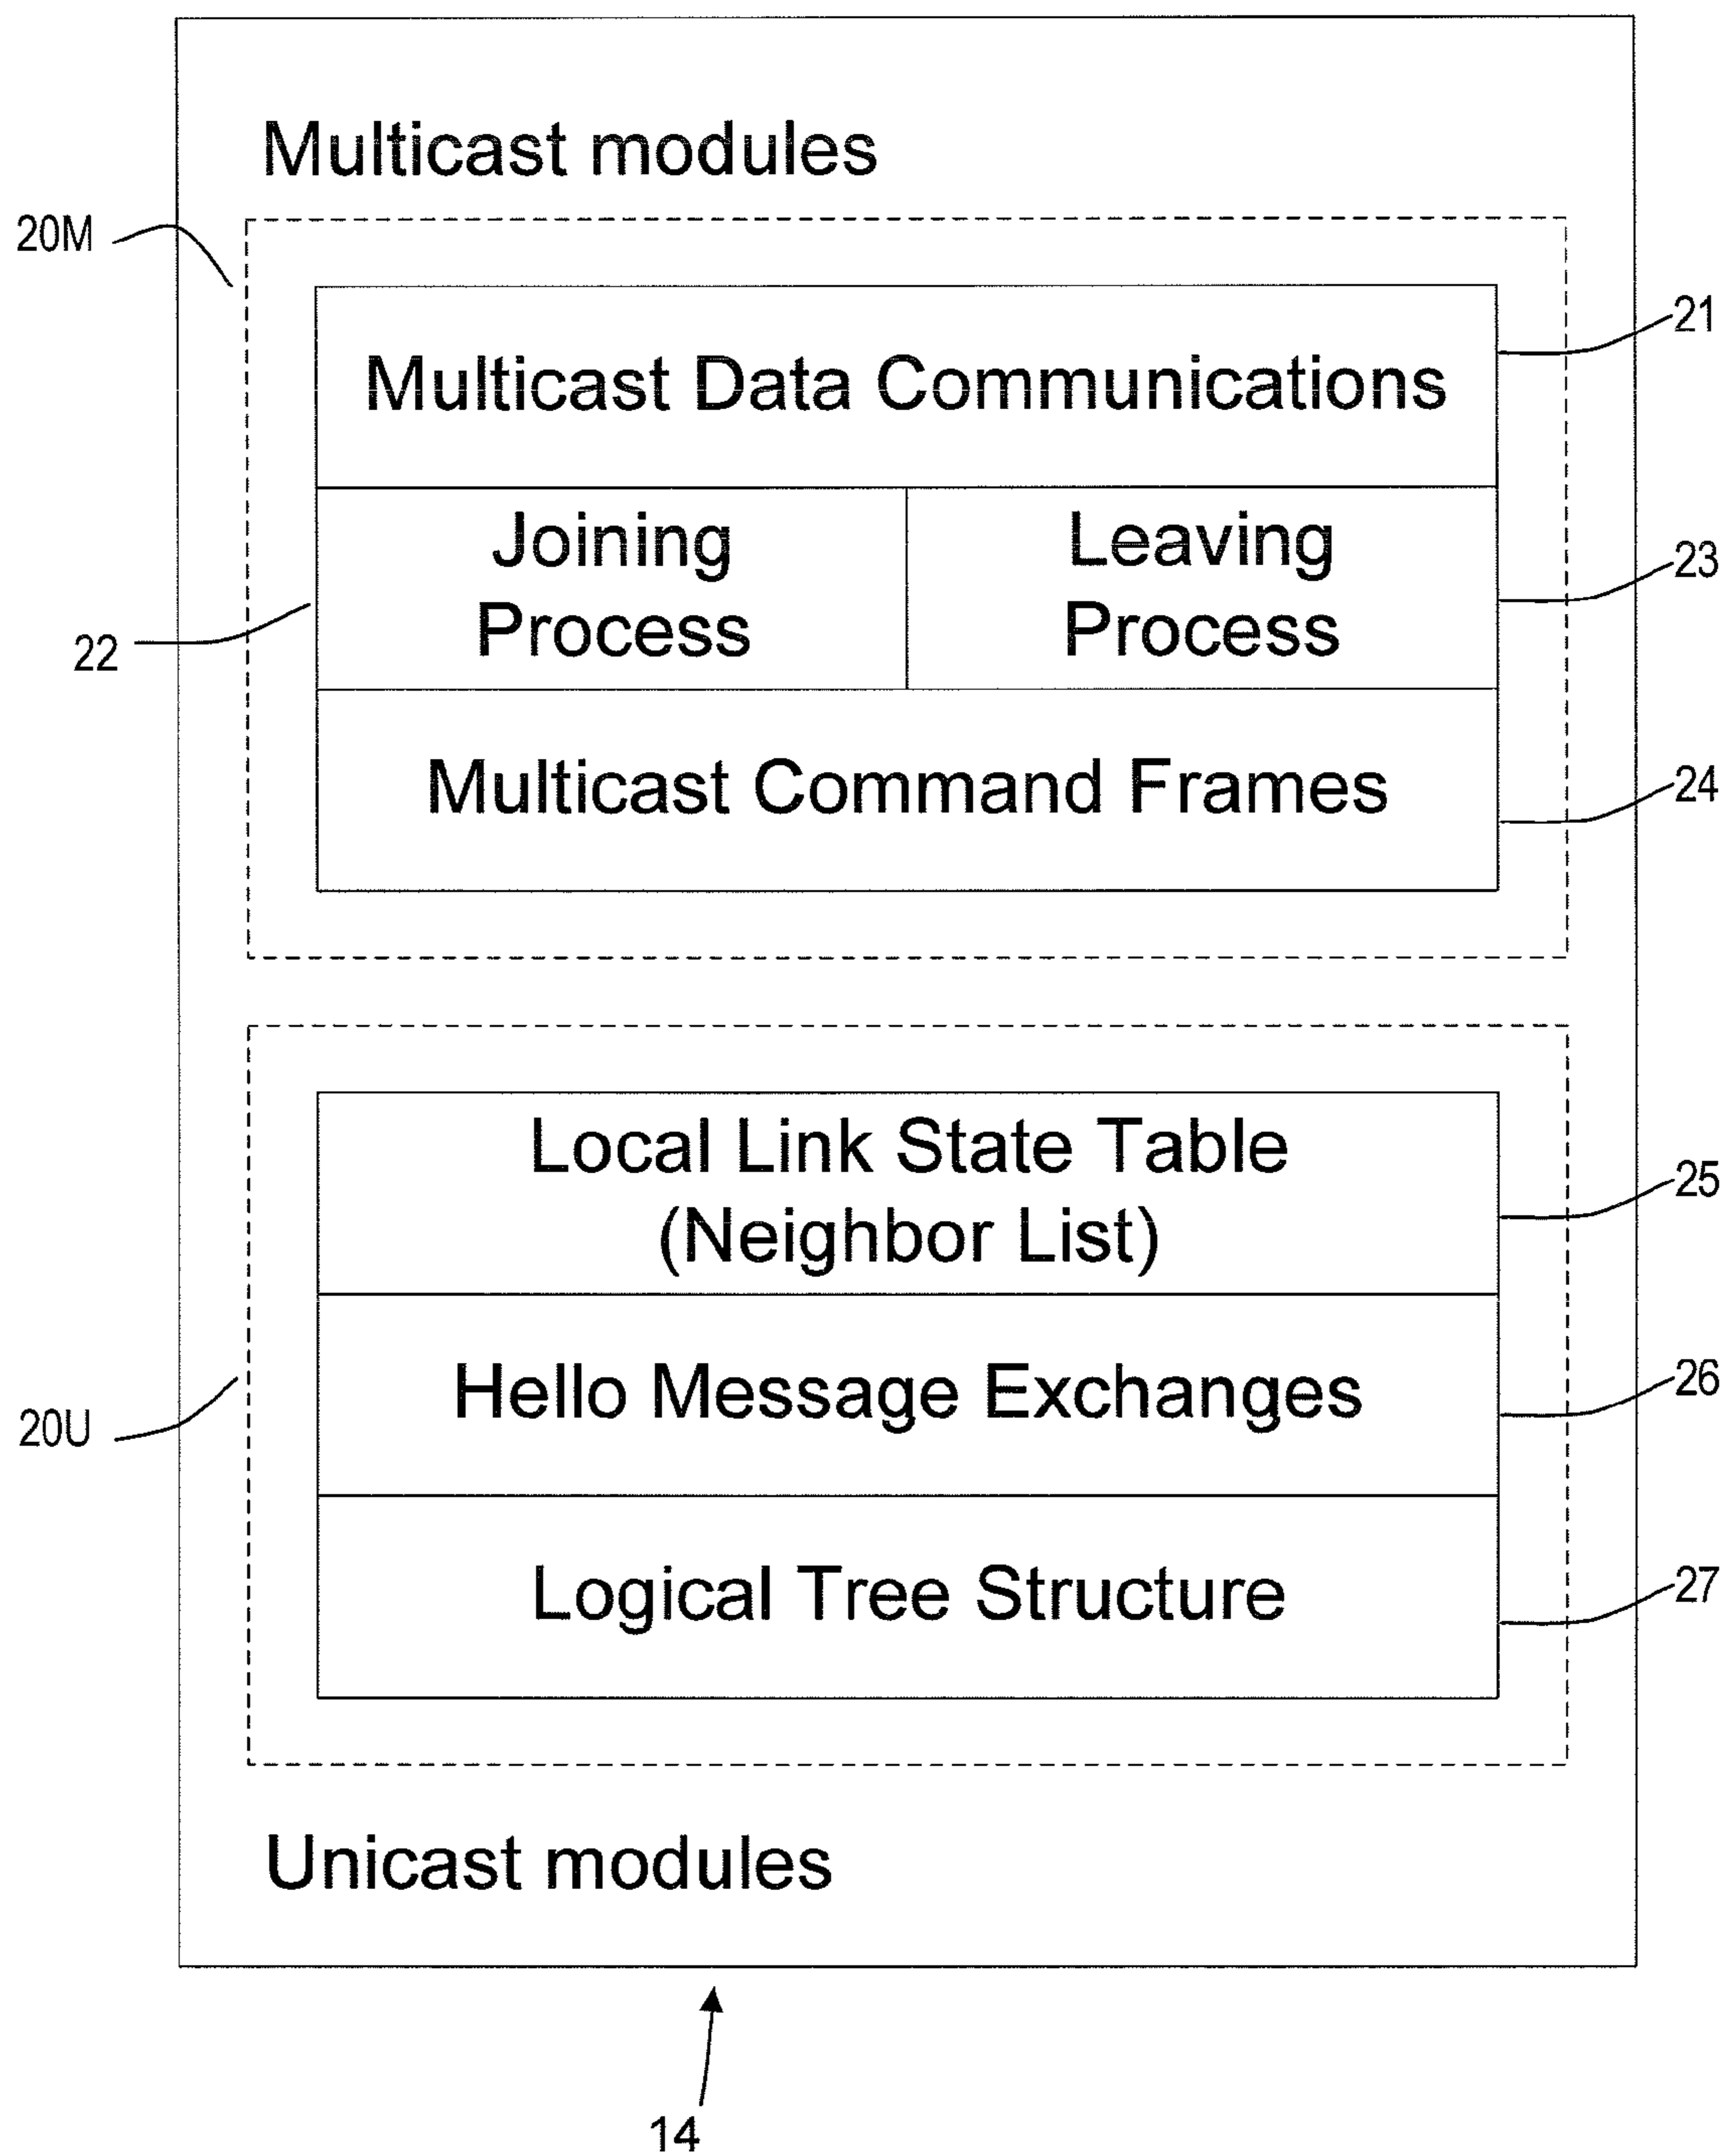 Multicast modules
20M
21
Multicast Data Communications
Joining
Process
Leaving
Process
22
23
Multicast Command Frames
24
Local Link State Table
(Neighbor List)
25
Hello Message Exchanges
26
20U
Logical Tree Structure
27
Unicast modules
14